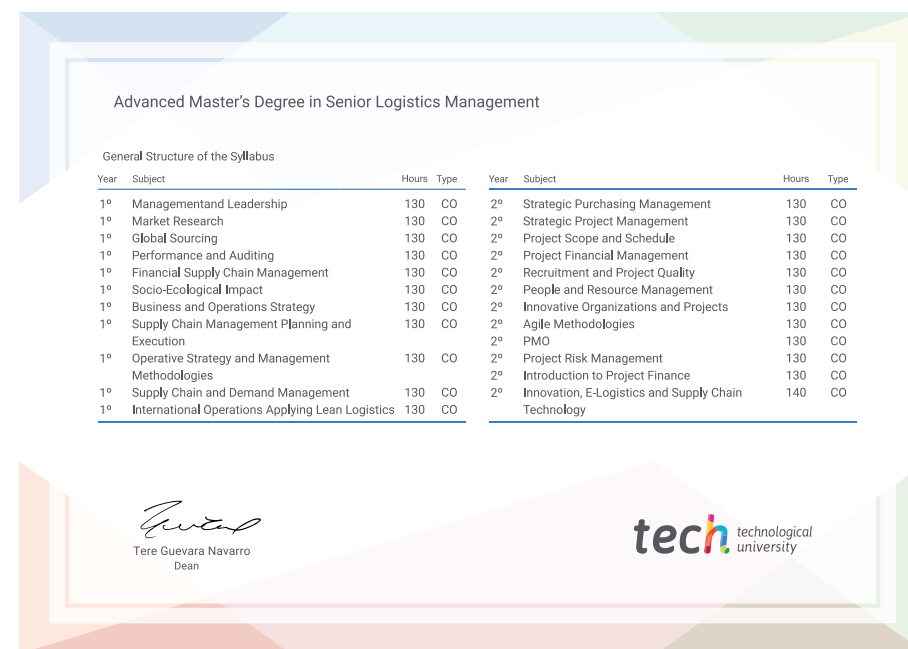 Advanced Master's Degree in Senior Logistics Management
General Structure of the Syllabus
Year Subject Hours Type
1º Managementand Leadership 130 CO
1º Market Research 130 CO
1º Global Sourcing 130 CO
1º Performance and Auditing 130 CO
1º Financial Supply Chain Management 130 CO
1º Socio-Ecological Impact 130 CO
1º Business and Operations Strategy 130 CO
1º Supply Chain Management Planning and 130 CO
Execution
1º Operative Strategy and Management 130 CO
Methodologies
1º Supply Chain and Demand Management 130 CO
1º International Operations Applying Lean Logistics 130 CO
Year Subject Hours Type
2º Strategic Purchasing Management 130 CO
2º Strategic Project Management 130 CO
2º Project Scope and Schedule 130 CO
2º Project Financial Management 130 CO
2º Recruitment and Project Quality 130 CO
2º People and Resource Management 130 CO
2º Innovative Organizations and Projects 130 CO
2º Agile Methodologies 130 CO
2º PMO 130 CO
2º Project Risk Management 130 CO
2º Introduction to Project Finance 130 CO
2º Innovation, E-Logistics and Supply Chain 140 CO
Technology
Tere Guevara Navarro
Dean
tech technological
university